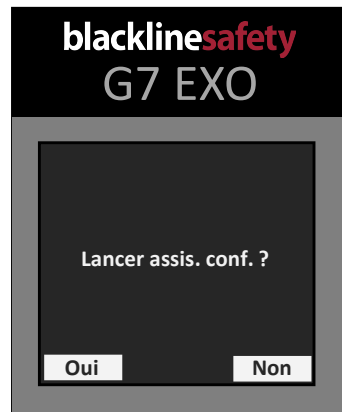 blacklinesafety
G7 EXO
Lancer assis. conf. ?
Oui Non